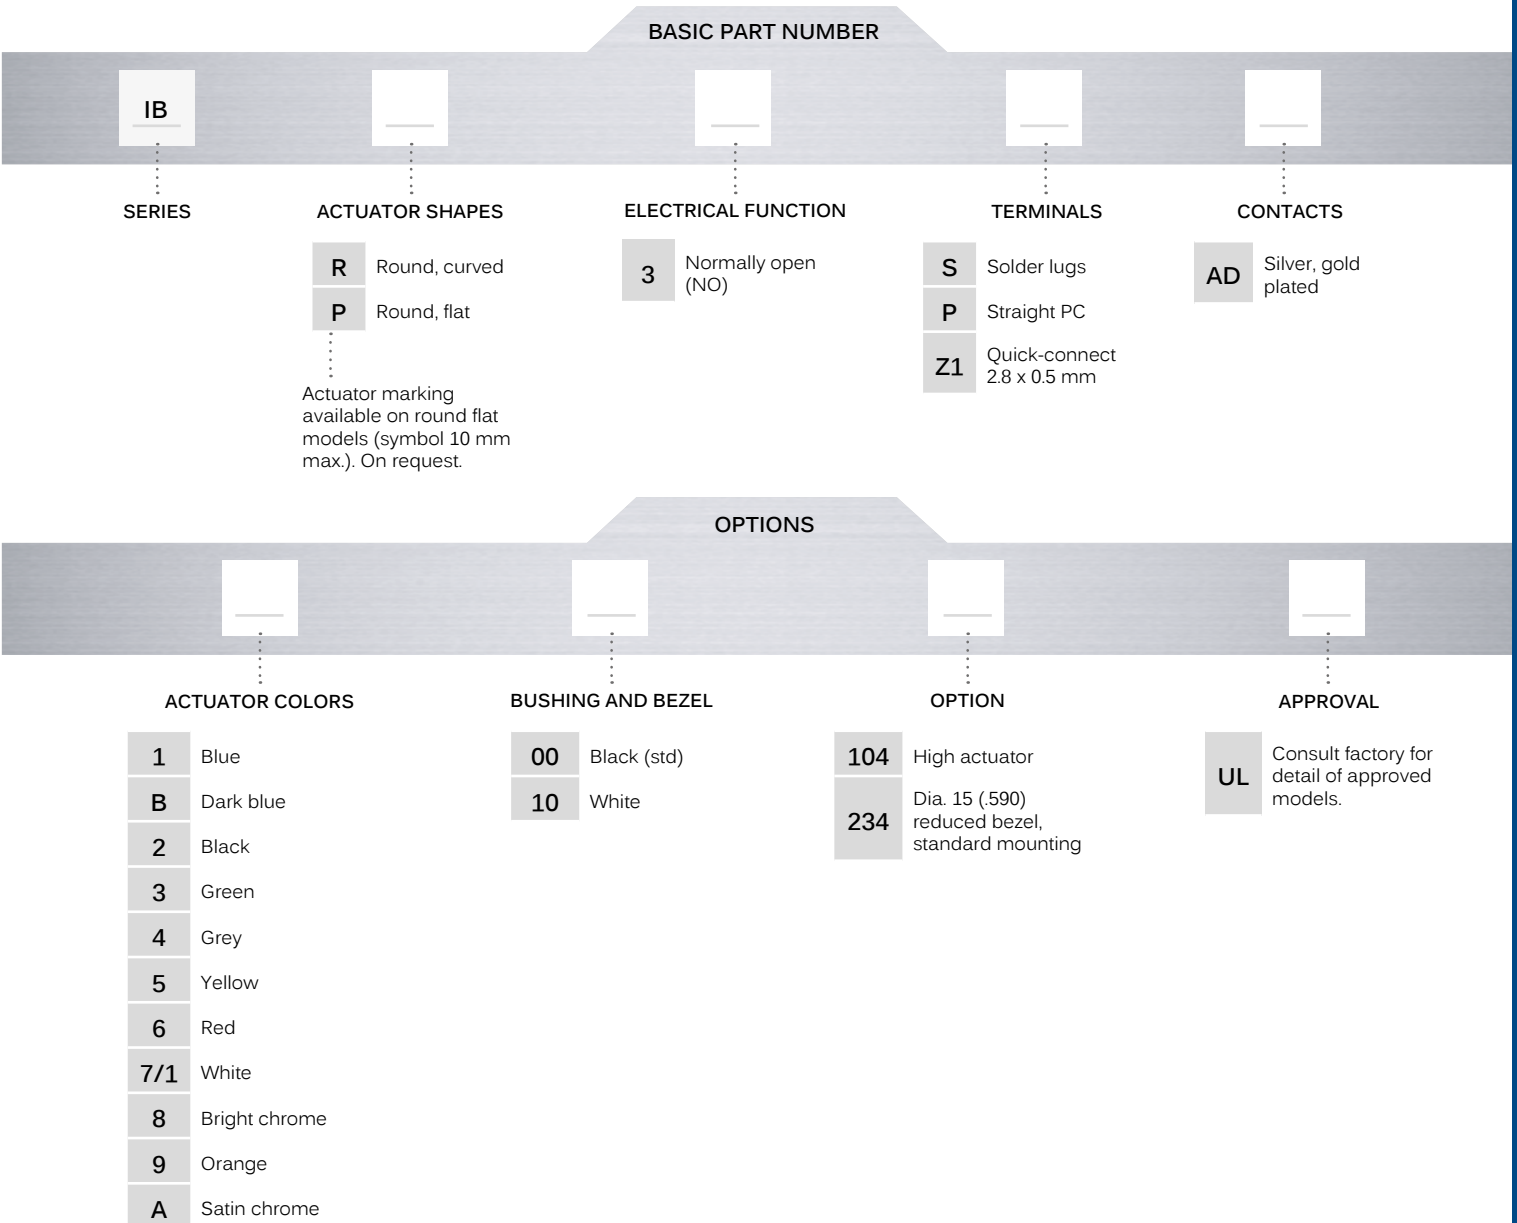 BASIC PART NUMBER
IB
SERIES
ACTUATOR SHAPES
R
Round, curved
P
Round, flat
Actuator marking
available on round flat
models (symbol 10 mm
max.). On request.
ELECTRICAL FUNCTION
3
Normally open
(NO)
TERMINALS
S
Solder lugs
P
Straight PC
Z1
Quick-connect
2.8 x 0.5 mm
CONTACTS
AD
Silver, gold
plated
OPTIONS
ACTUATOR COLORS
1
Blue
B
Dark blue
2
Black
3
Green
4
Grey
5
Yellow
6
Red
7/1
White
8
Bright chrome
9
Orange
A
Satin chrome
BUSHING AND BEZEL
00
Black (std)
10
White
OPTION
104
High actuator
234
Dia. 15 (.590)
reduced bezel,
standard mounting
APPROVAL
UL
Consult factory for
detail of approved
models.